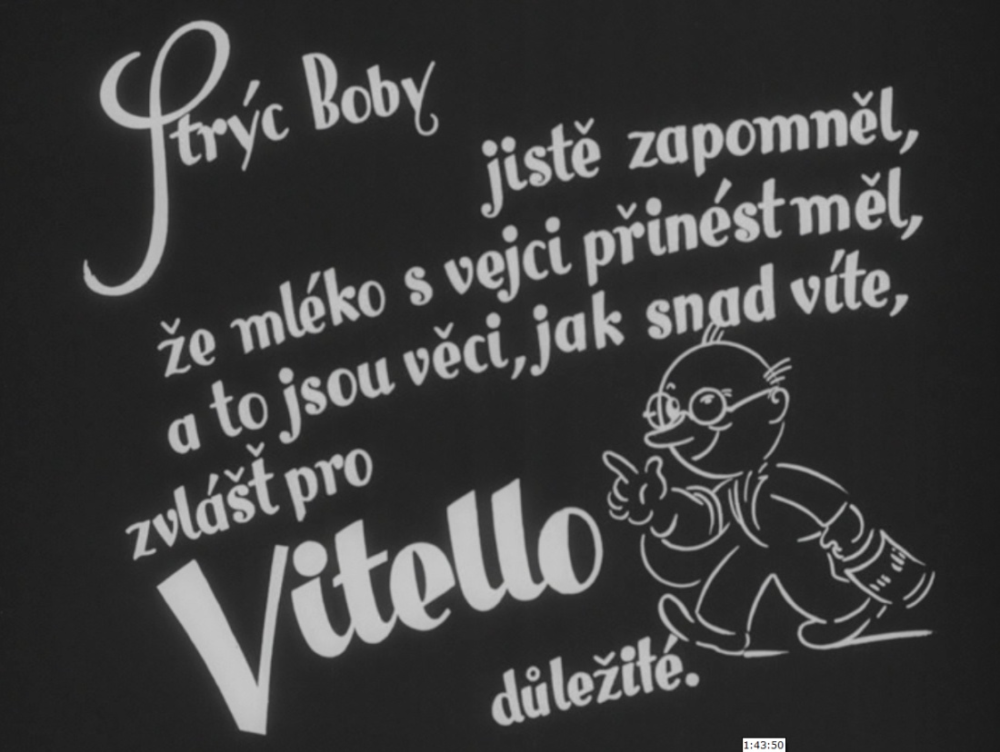 Strýc Boby
jistě zapomněl,
že mléko s vejci přinést měl,
a to jsou věci, jak snad víte,
zvlášť pro
Vitello
důležité.
1:43:50